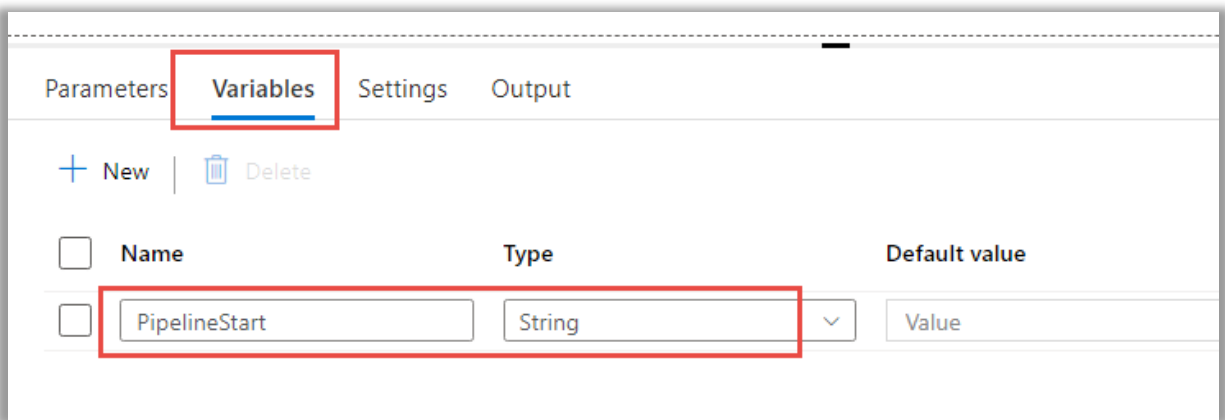 Parameters Variables Settings Output
New Delete
Name Type Default value
PipelineStart String Value